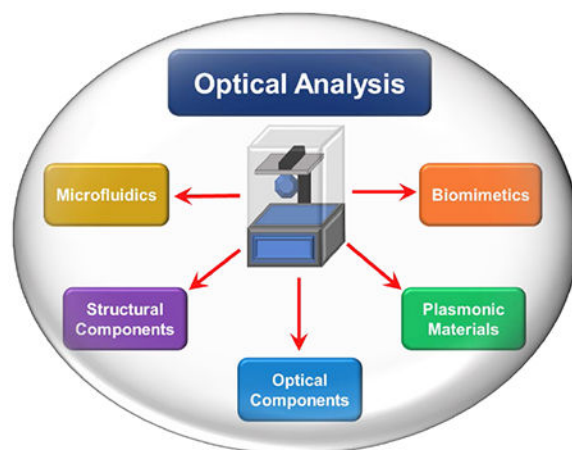 Optical Analysis
Microfluidics
Biomimetics
Structural
Components
Plasmonic
Materials
Optical
Components